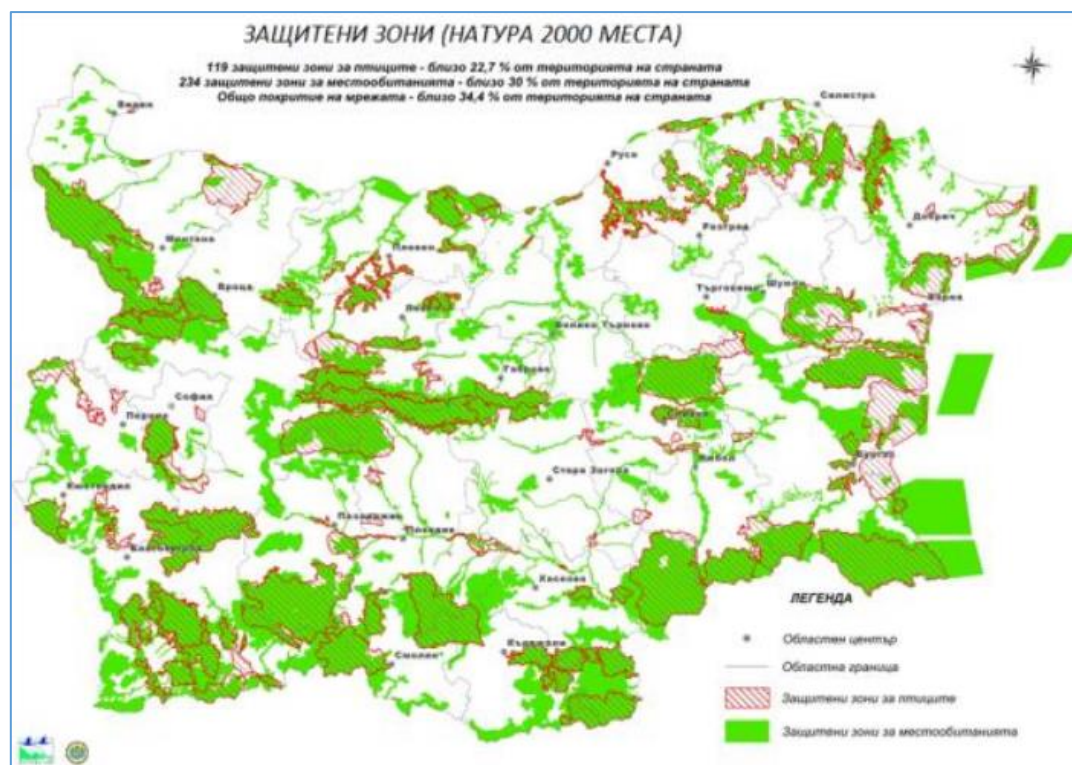 ЗАЩИТЕНИ ЗОНИ (НАТУРА 2000 МЕСТА)
119 защитени зони за птиците - близо 22,7 % от територията на страната
234 защитени зони за местообитанията - близо 30 % от територията на страната
Общо покритие на мрежата - близо 34,4 % от територията на страната
Видин
Силистра
Русе
Добрич
Разград
Монтана
Плевен
Враца
Търговище
Шумен
Варна
Ловеч
Велико Търново
Габрово
София
Перник
Сливен
Бургас
Ямбол
Стара Загора
Кюстендил
Пазарджик
Пловдив
Благоевград
Хасково
Кърджали
Смолян
ЛЕГЕНДА
Областен център
Областна граница
Защитени зони за птиците
Защитени зони за местообитанията